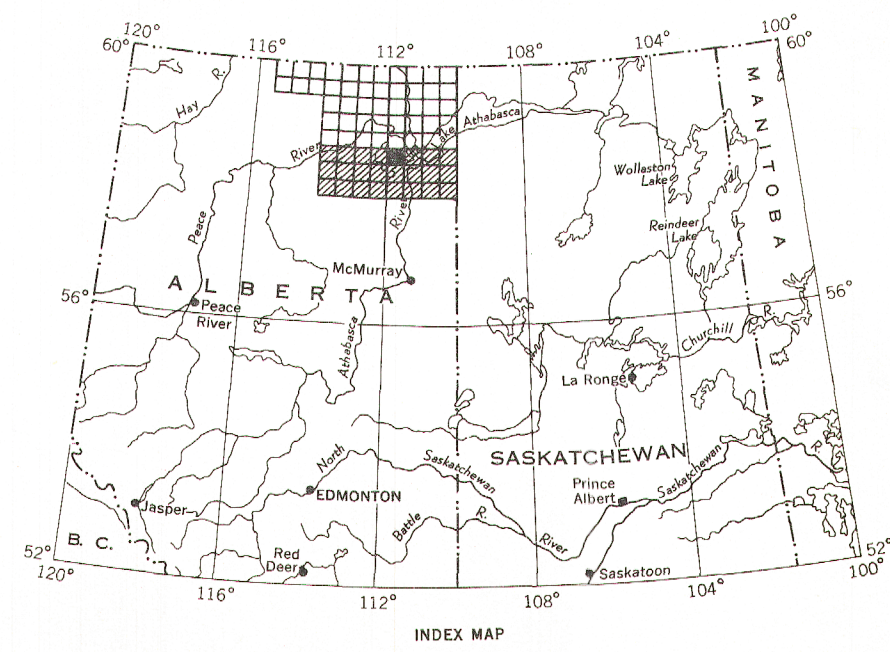 120° 116° 112° 108° 104° 100°
60° 60°
Hay R.
River
Lake Athabasca
MANITOBA
Wollaston
Lake
Peace
River
Reindeer
Lake
McMurray
ALBERTA
56° 56°
Peace
River
Athabasca
Churchill R.
La Ronge
North Saskatchewan
SASKATCHEWAN
Saskatchewan R.
Prince
Albert
EDMONTON
Jasper
Battle R.
River
B. C.
Red
Deer
Saskatoon
52° 52°
120° 116° 112° 108° 104° 100°
INDEX MAP